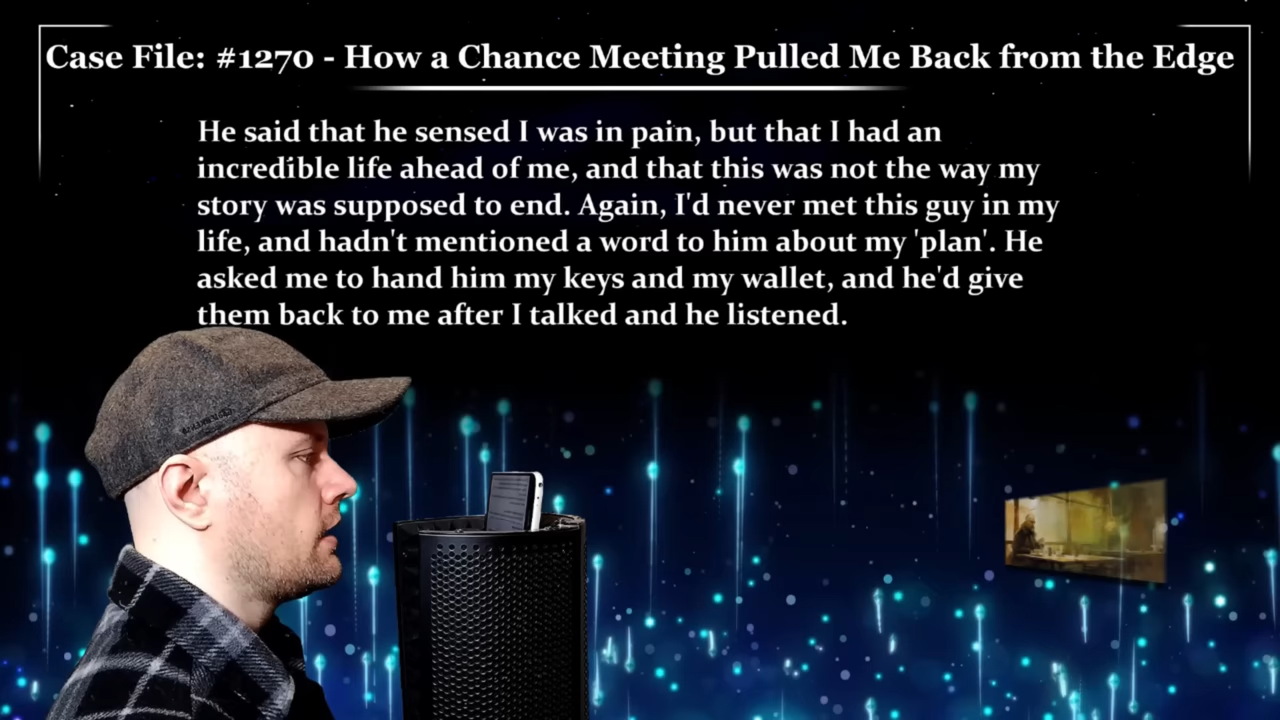 Case File: #1270 - How a Chance Meeting Pulled Me Back from the Edge
He said that he sensed I was in pain, but that I had an
incredible life ahead of me, and that this was not the way my
story was supposed to end. Again, I'd never met this guy in my
life, and hadn't mentioned a word to him about my 'plan'. He
asked me to hand him my keys and my wallet, and he'd give
them back to me after I talked and he listened.